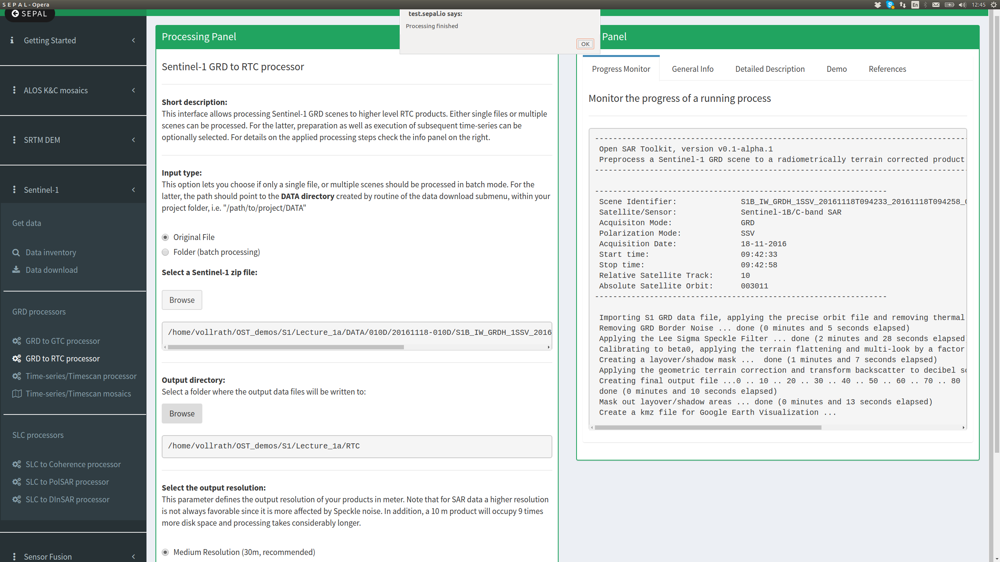 S E P A L - Opera
En
12:45
SEPAL
Getting Started
ALOS K&C mosaics
SRTM DEM
Sentinel-1
Get data
Data inventory
Data download
GRD processors
GRD to GTC processor
GRD to RTC processor
Time-series/Timescan processor
Time-series/Timescan mosaics
SLC processors
SLC to Coherence processor
SLC to PolSAR processor
SLC to DInSAR processor
Sensor Fusion
test.sepal.io says:
Processing finished
OK
Processing Panel
Sentinel-1 GRD to RTC processor
Short description:
This interface allows processing Sentinel-1 GRD scenes to higher level RTC products. Either single files or multiple
scenes can be processed. For the latter, preparation as well as execution of subsequent time-series can be
optionally selected. For details on the applied processing steps check the info panel on the right.
Input type:
This option lets you choose if only a single file, or multiple scenes should be processed in batch mode. For the
latter, the path should point to the DATA directory created by routine of the data download submenu, within your
project folder, i.e. "/path/to/project/DATA"
Original File
Folder (batch processing)
Select a Sentinel-1 zip file:
Browse
/home/vollrath/OST_demos/S1/Lecture_1a/DATA/010D/20161118-010D/S1B_IW_GRDH_1SSV_2016
Output directory:
Select a folder where the output data files will be written to:
Browse
/home/vollrath/OST_demos/S1/Lecture_1a/RTC
Select the output resolution:
This parameter defines the output resolution of your products in meter. Note that for SAR data a higher resolution
is not always favorable since it is more affected by Speckle noise. In addition, a 10 m product will occupy 9 times
more disk space and processing takes considerably longer.
Medium Resolution (30m, recommended)
Panel
Progress Monitor
General Info
Detailed Description
Demo
References
Monitor the progress of a running process
Open SAR Toolkit, version v0.1-alpha.1
Preprocess a Sentinel-1 GRD scene to a radiometrically terrain corrected product
Scene Identifier: S1B_IW_GRDH_1SSV_20161118T094233_20161118T094258_
Satellite/Sensor: Sentinel-1B/C-band SAR
Acquisiton Mode: GRD
Polarization Mode: SSV
Acquisition Date: 18-11-2016
Start time: 09:42:33
Stop time: 09:42:58
Relative Satellite Track: 10
Absolute Satellite Orbit: 003011
Importing S1 GRD data file, applying the precise orbit file and removing thermal
Removing GRD Border Noise ... done (0 minutes and 5 seconds elapsed)
Applying the Lee Sigma Speckle Filter ... done (2 minutes and 28 seconds elapsed
Calibrating to beta0, applying the terrain flattening and multi-look by a factor
Creating a layover/shadow mask ... done (1 minutes and 7 seconds elapsed)
Applying the geometric terrain correction and transform backscatter to decibel
Creating final output file ...0 .. 10 .. 20 .. 30 .. 40 .. 50 .. 60 .. 70 .. 80
done (0 minutes and 10 seconds elapsed)
Mask out layover/shadow areas ... done (0 minutes and 13 seconds elapsed)
Create a kmz file for Google Earth Visualization ...